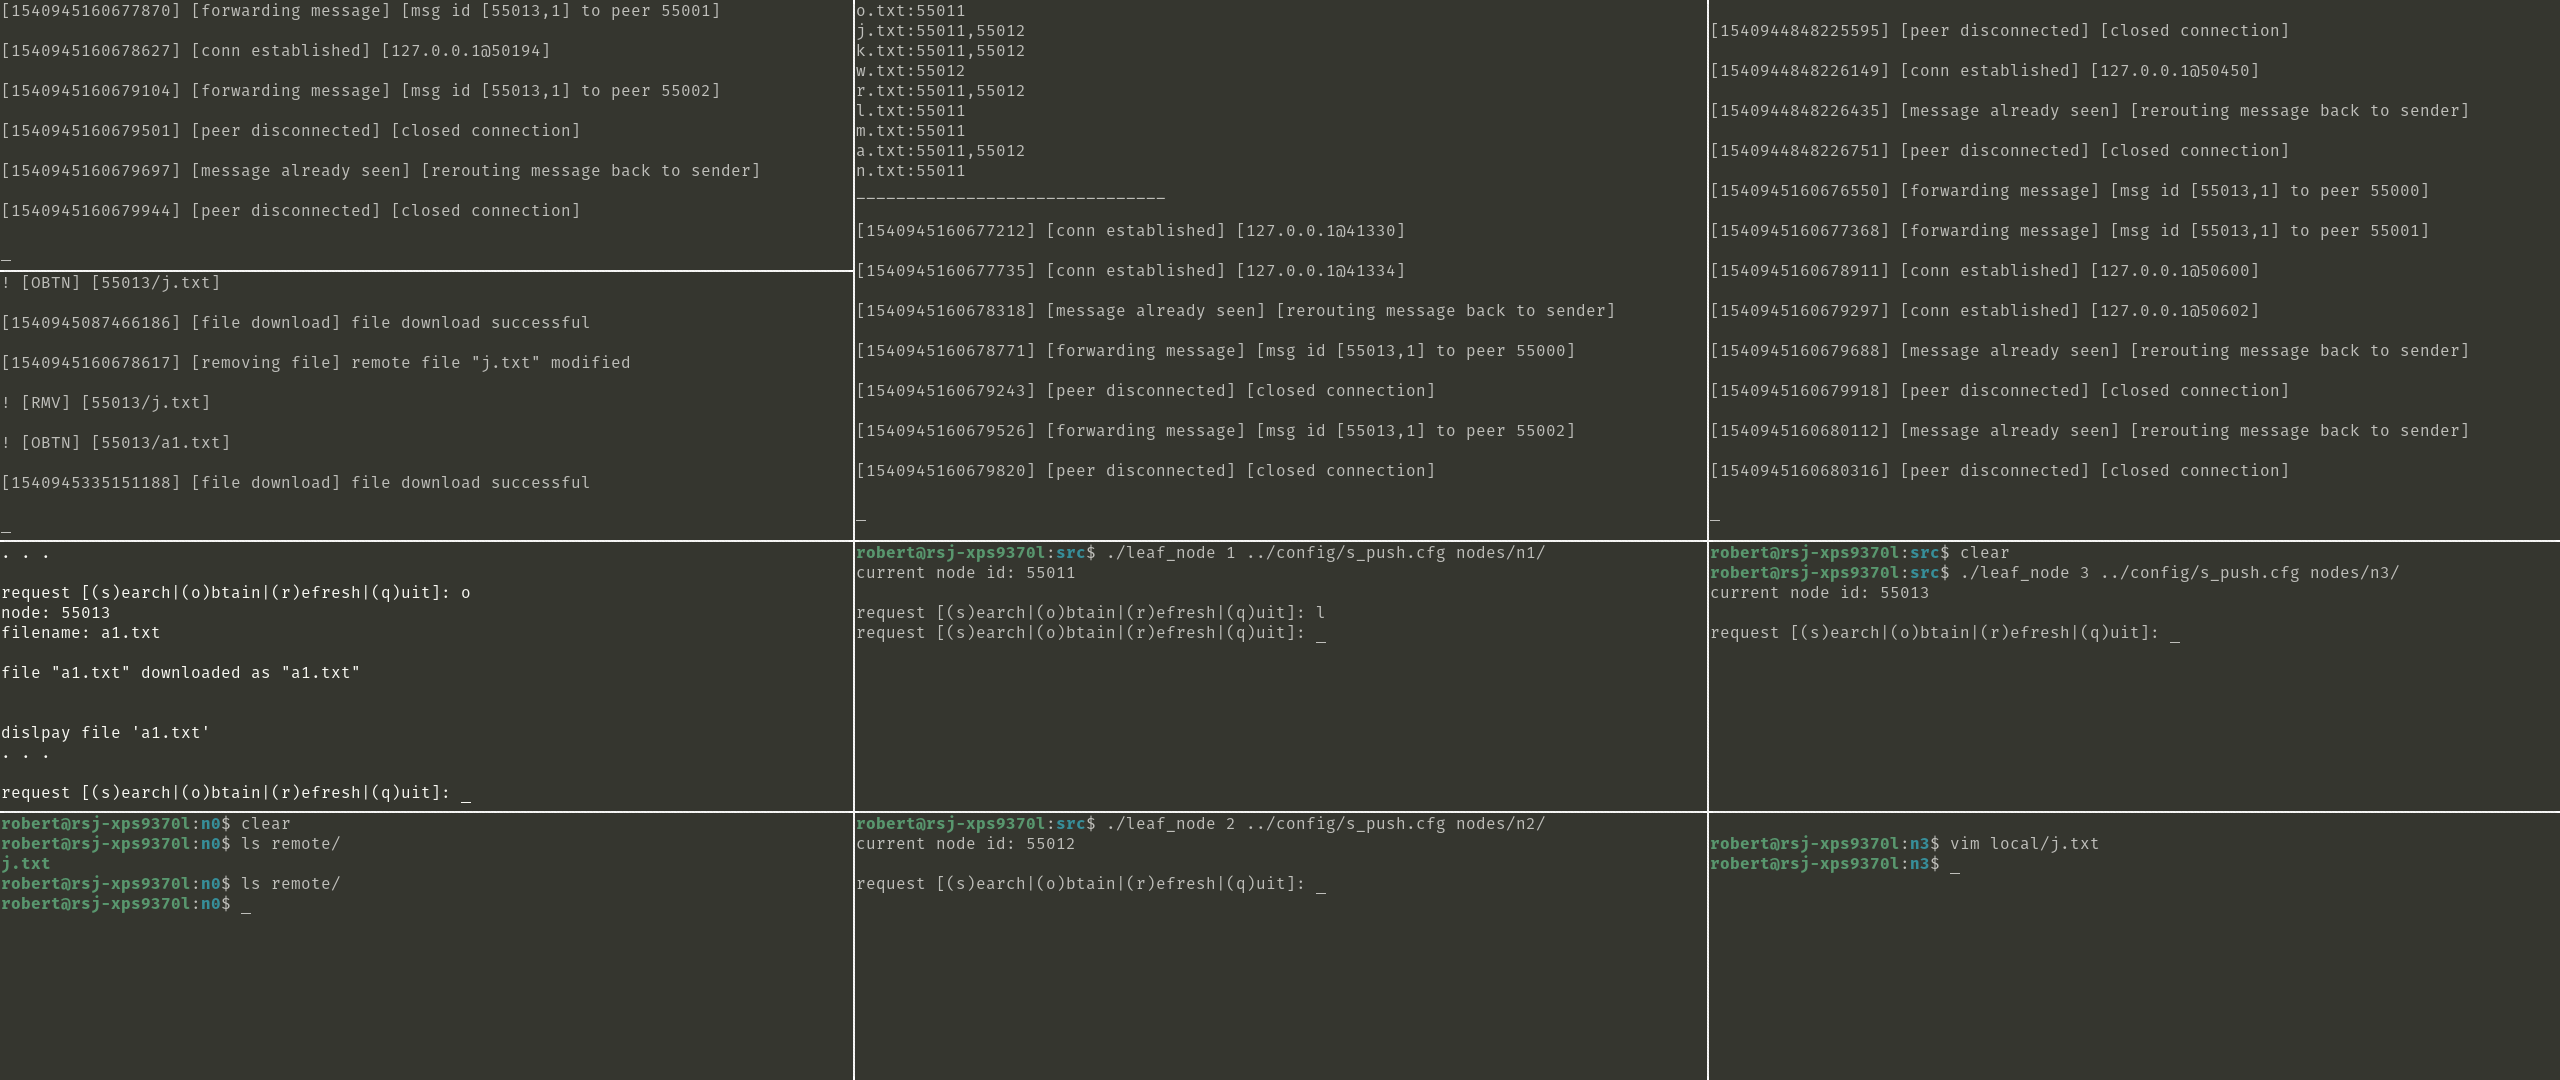 [1540945160677870] [forwarding message] [msg id [55013,1] to peer 55001]
[1540945160678627] [conn established] [127.0.0.1@50194]
[1540945160679104] [forwarding message] [msg id [55013,1] to peer 55002]
[1540945160679501] [peer disconnected] [closed connection]
[1540945160679697] [message already seen] [rerouting message back to sender]
[1540945160679944] [peer disconnected] [closed connection]
_
! [OBTN] [55013/j.txt]
[1540945087466186] [file download] file download successful
[1540945160678617] [removing file] remote file "j.txt" modified
! [RMV] [55013/j.txt]
! [OBTN] [55013/a1.txt]
[1540945335151188] [file download] file download successful
_
. . .
request [(s)earch|(o)btain|(r)efresh|(q)uit]: o
node: 55013
filename: a1.txt
file "a1.txt" downloaded as "a1.txt"
dislpay file 'a1.txt'
. . .
request [(s)earch|(o)btain|(r)efresh|(q)uit]: _
robert@rsj-xps9370l:n0$ clear
robert@rsj-xps9370l:n0$ ls remote/
j.txt
robert@rsj-xps9370l:n0$ ls remote/
robert@rsj-xps9370l:n0$ _
o.txt:55011
j.txt:55011,55012
k.txt:55011,55012
w.txt:55012
r.txt:55011,55012
l.txt:55011
m.txt:55011
a.txt:55011,55012
n.txt:55011
_______________________________
[1540945160677212] [conn established] [127.0.0.1@41330]
[1540945160677735] [conn established] [127.0.0.1@41334]
[1540945160678318] [message already seen] [rerouting message back to sender]
[1540945160678771] [forwarding message] [msg id [55013,1] to peer 55000]
[1540945160679243] [peer disconnected] [closed connection]
[1540945160679526] [forwarding message] [msg id [55013,1] to peer 55002]
[1540945160679820] [peer disconnected] [closed connection]
_
robert@rsj-xps9370l:src$ ./leaf_node 1 ../config/s_push.cfg nodes/n1/
current node id: 55011
request [(s)earch|(o)btain|(r)efresh|(q)uit]: l
request [(s)earch|(o)btain|(r)efresh|(q)uit]: _
robert@rsj-xps9370l:src$ ./leaf_node 2 ../config/s_push.cfg nodes/n2/
current node id: 55012
request [(s)earch|(o)btain|(r)efresh|(q)uit]: _
[1540944848225595] [peer disconnected] [closed connection]
[1540944848226149] [conn established] [127.0.0.1@50450]
[1540944848226435] [message already seen] [rerouting message back to sender]
[1540944848226751] [peer disconnected] [closed connection]
[1540945160676550] [forwarding message] [msg id [55013,1] to peer 55000]
[1540945160677368] [forwarding message] [msg id [55013,1] to peer 55001]
[1540945160678911] [conn established] [127.0.0.1@50600]
[1540945160679297] [conn established] [127.0.0.1@50602]
[1540945160679688] [message already seen] [rerouting message back to sender]
[1540945160679918] [peer disconnected] [closed connection]
[1540945160680112] [message already seen] [rerouting message back to sender]
[1540945160680316] [peer disconnected] [closed connection]
_
robert@rsj-xps9370l:src$ clear
robert@rsj-xps9370l:src$ ./leaf_node 3 ../config/s_push.cfg nodes/n3/
current node id: 55013
request [(s)earch|(o)btain|(r)efresh|(q)uit]: _
robert@rsj-xps9370l:n3$ vim local/j.txt
robert@rsj-xps9370l:n3$ _